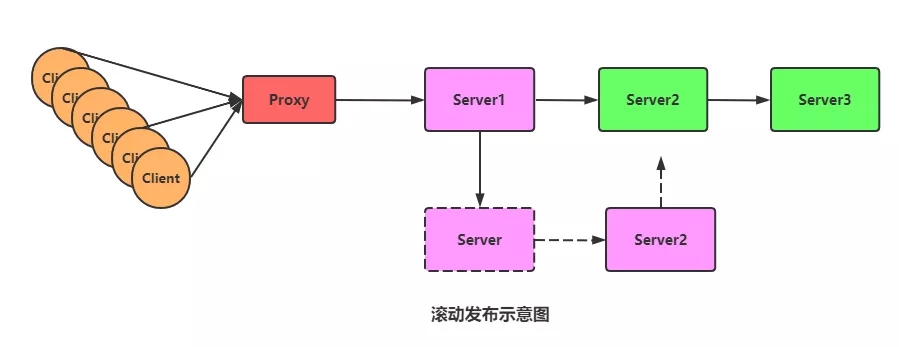 Cli
Cli
Cli
Cli
Cli
Client
Proxy
Server1
Server2
Server3
Server
Server2
滚动发布示意图